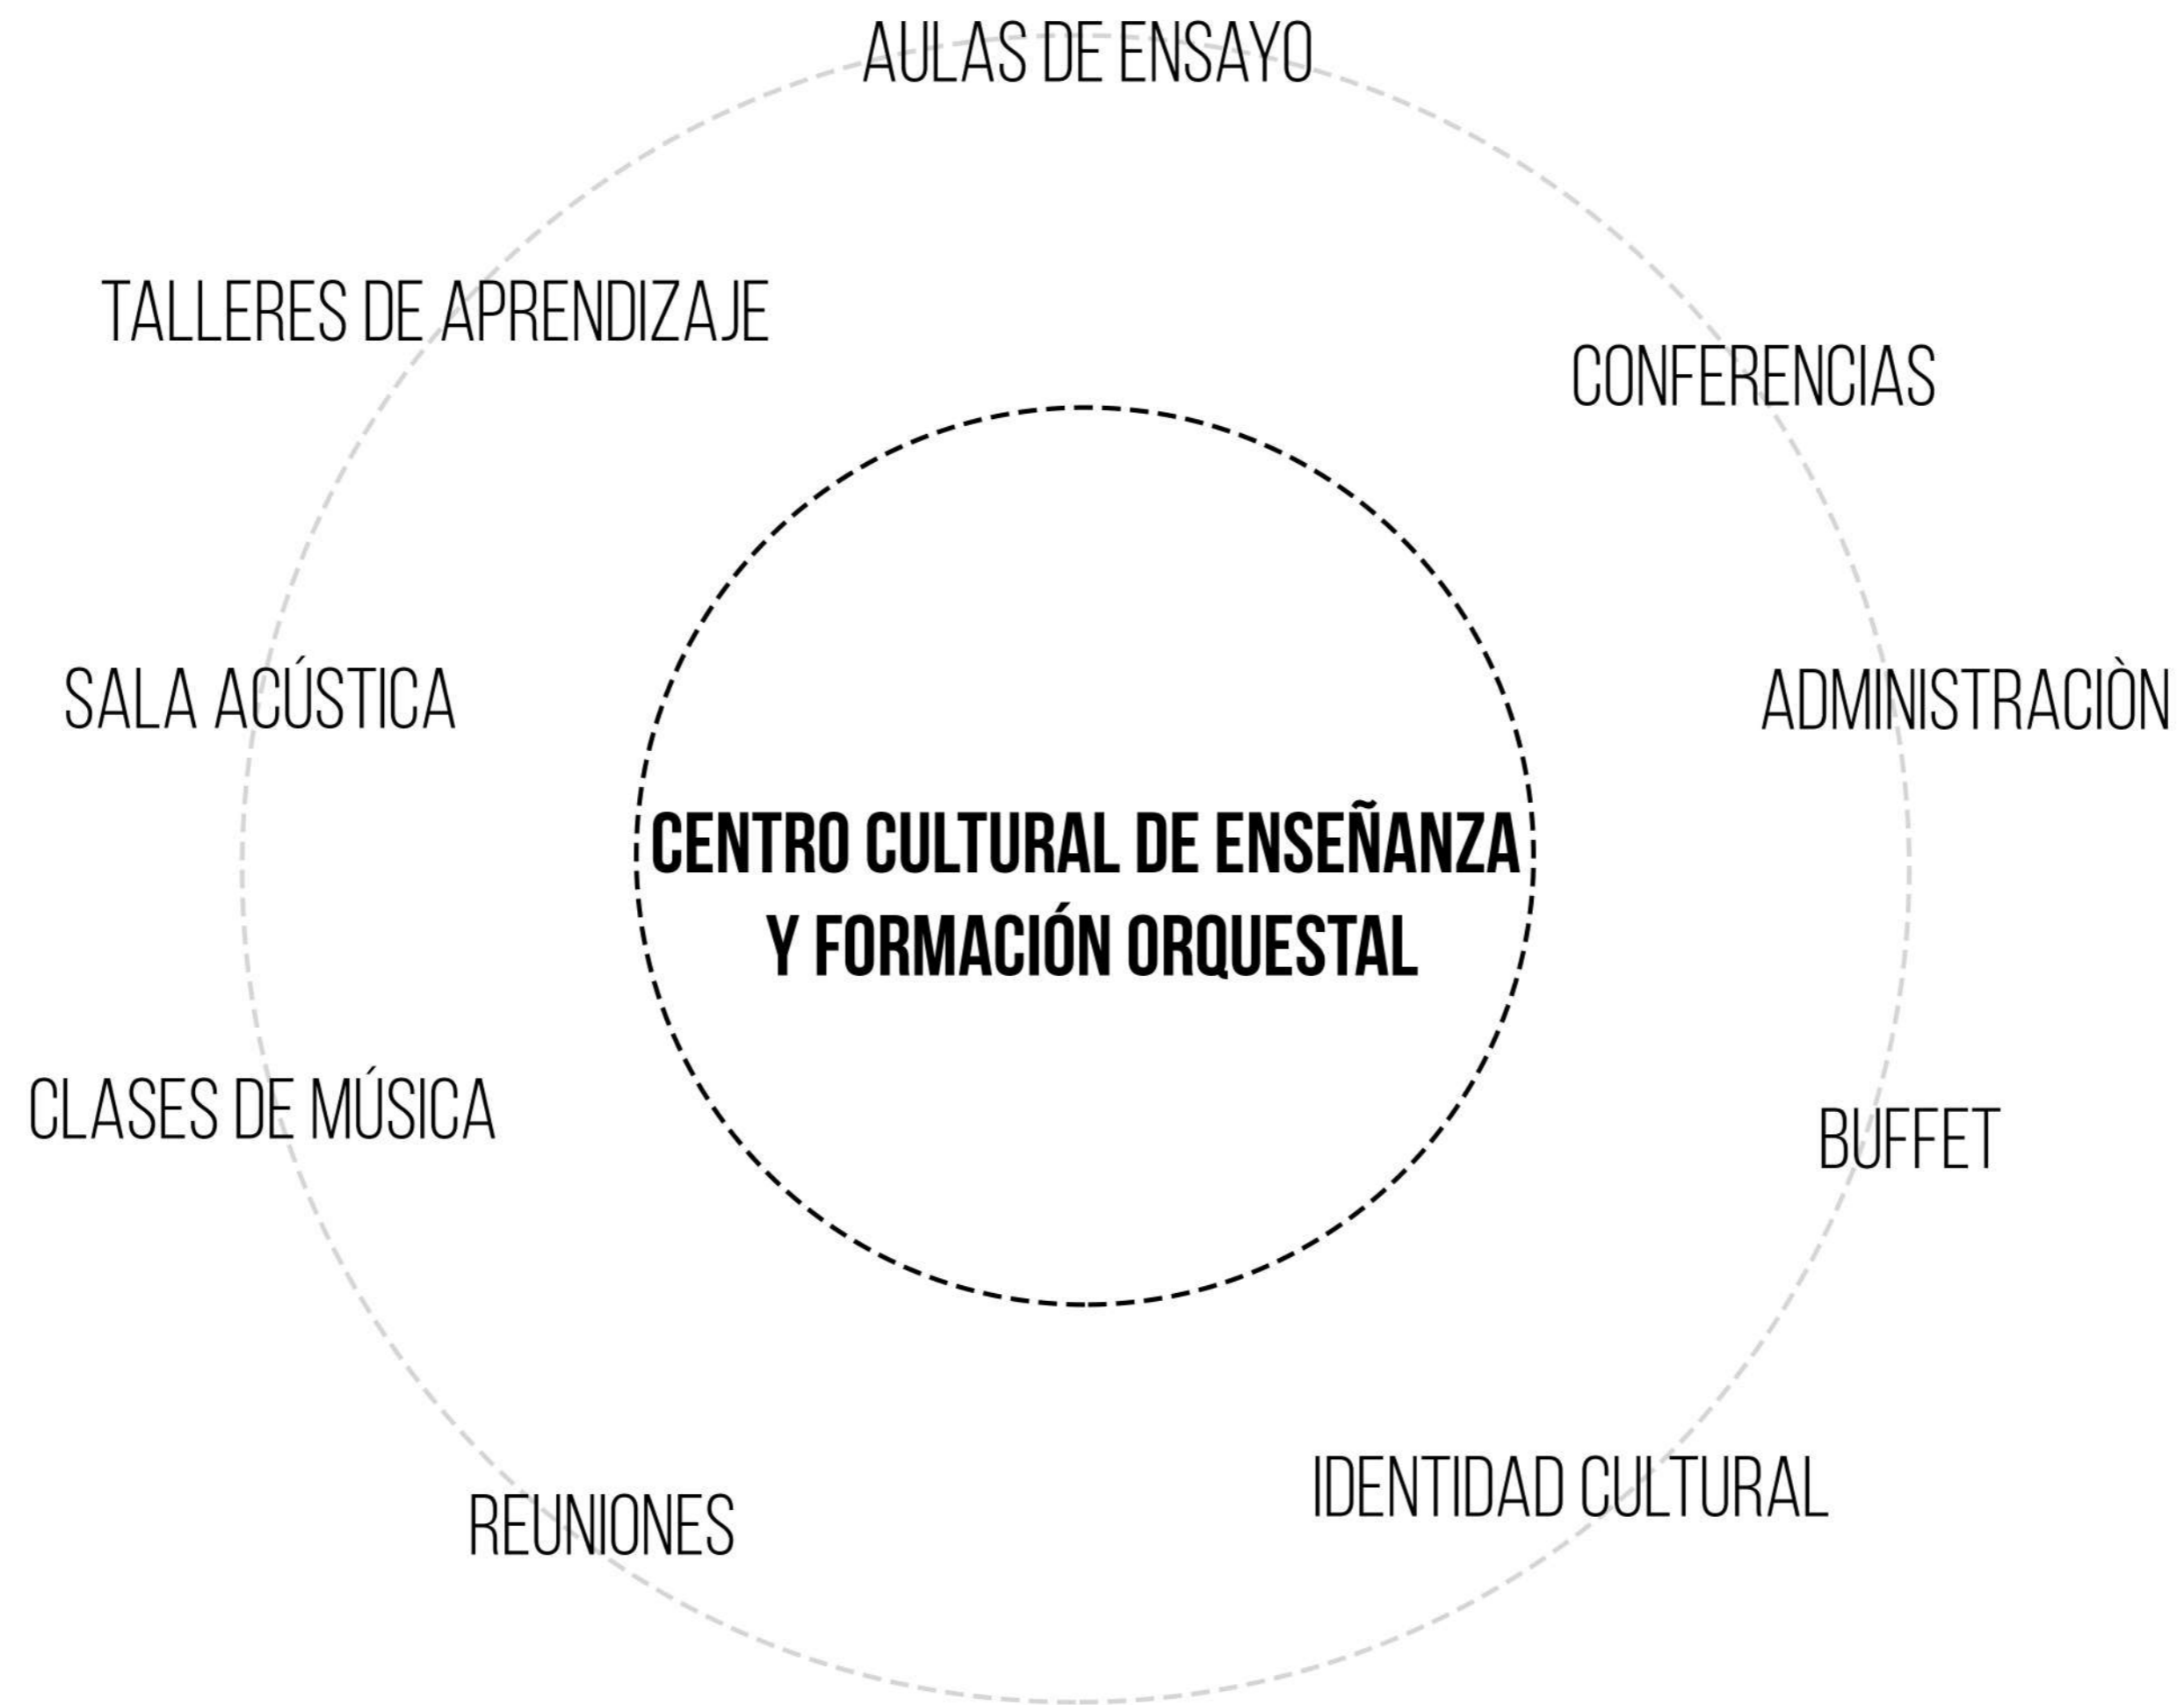 AULAS DE ENSAYO
TALLERES DE APRENDIZAJE
CONFERENCIAS
SALA ACÚSTICA
ADMINISTRACIÒN
CENTRO CULTURAL DE ENSEÑANZA
Y FORMACIÓN ORQUESTAL
CLASES DE MÚSICA
BUFFET
IDENTIDAD CULTURAL
REUNIONES